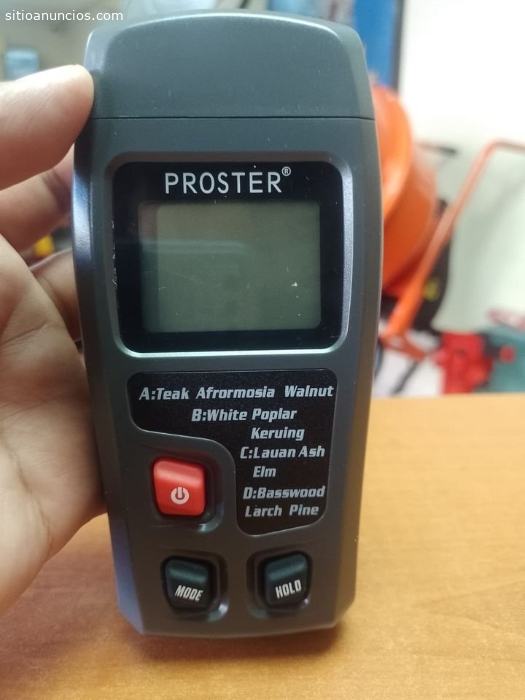 sitioanuncios.com
PROSTER®
A:Teak Afrormosia Walnut
B:White Poplar
Keruing
C:Lauan Ash
Elm
D:Basswood
Larch Pine
MODE
HOLD